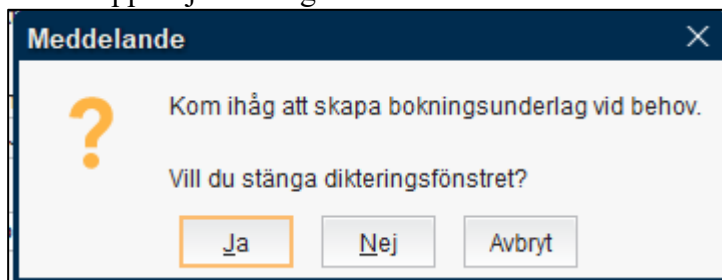 Meddelande
Kom ihåg att skapa bokningsunderlag vid behov.
Vill du stänga dikteringsfönstret?
Ja Nej Avbryt